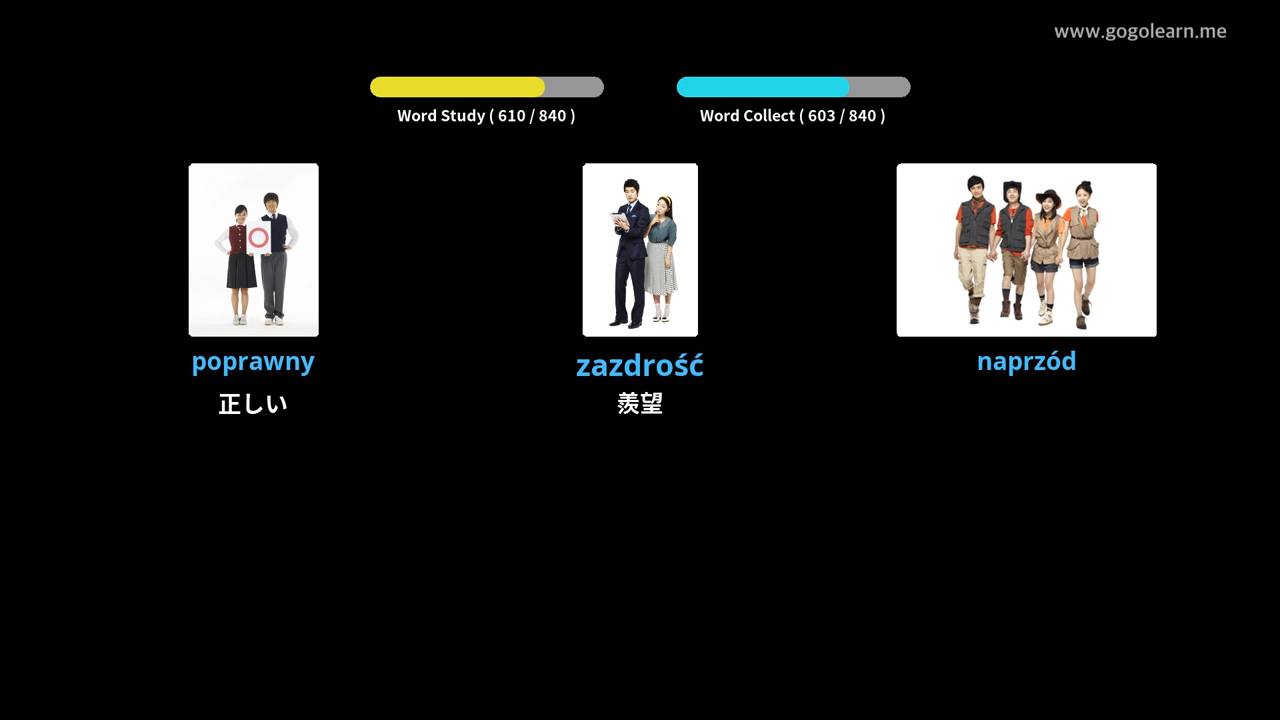 www.gogolearn.me
Word Study ( 610 / 840 )
Word Collect ( 603 / 840 )
poprawny
zazdrość
naprzód
正しい
羨望